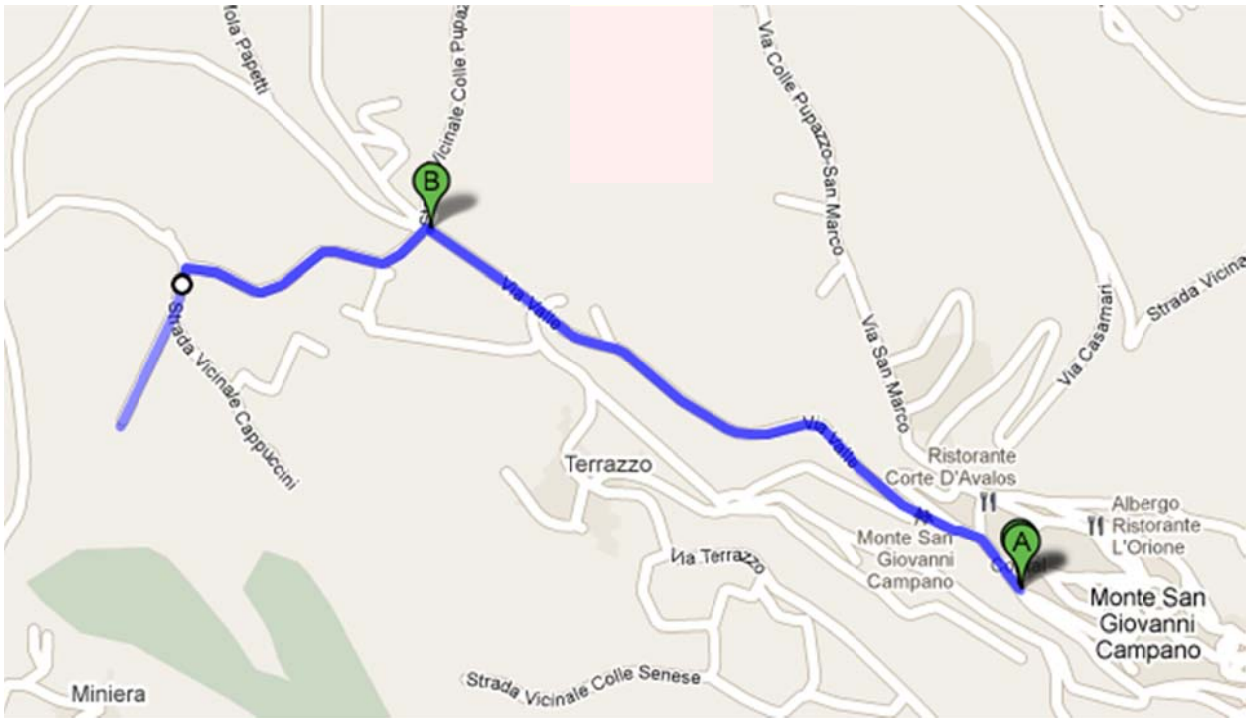 Mola Papetti
Vicinale Colle Pupaz
Via Colle Pupazzo-San Marco
B
Strada Vicina
Via Casamari
Via San Marco
Via Valle
Strada Vicinale Cappuccini
Via Valle
Terrazzo
Ristorante
Corte D'Avalos
Albergo
Ristorante
L'Orione
A
Monte San
Giovanni
Campano
Via Terrazzo
Monte San
Giovanni
Campano
Strada Vicinale Colle Senese
Miniera